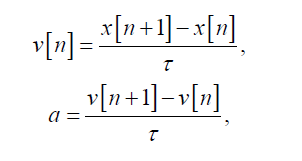 v[n] = (x[n+1] − x[n]) / τ,
a = (v[n+1] − v[n]) / τ,